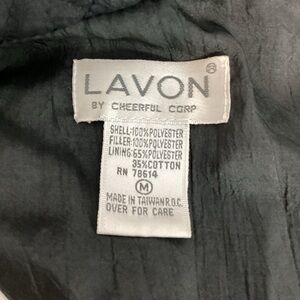 LAVON®
BY CHEERFUL CORP
SHELL:100%POLYESTER
FILLER:100%POLYESTER
LINING:65%POLYESTER
35%COTTON
RN 78614
M
MADE IN TAIWAN R.O.C.
OVER FOR CARE